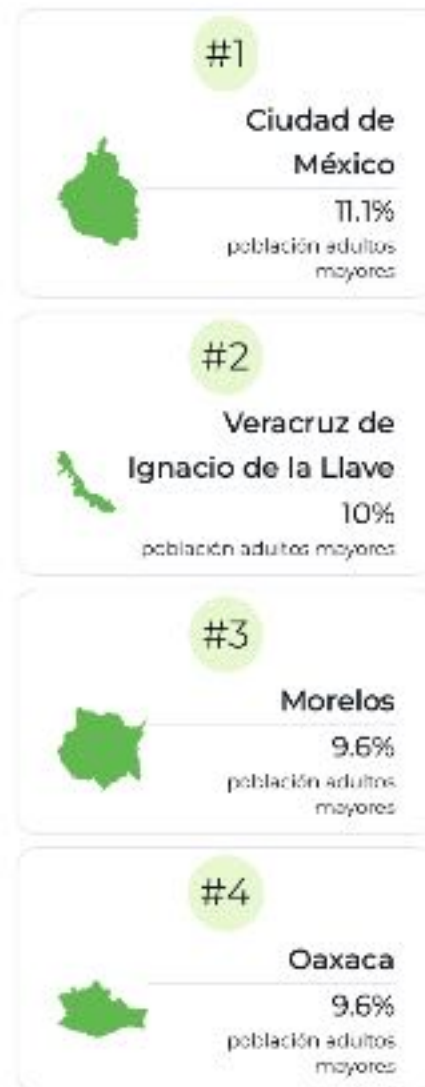 #1
Ciudad de
México
11.1%
población adultos
mayores
#2
Veracruz de
Ignacio de la Llave
10%
población adultos mayores
#3
Morelos
9.6%
población adultos
mayores
#4
Oaxaca
9.6%
población adultos
mayores